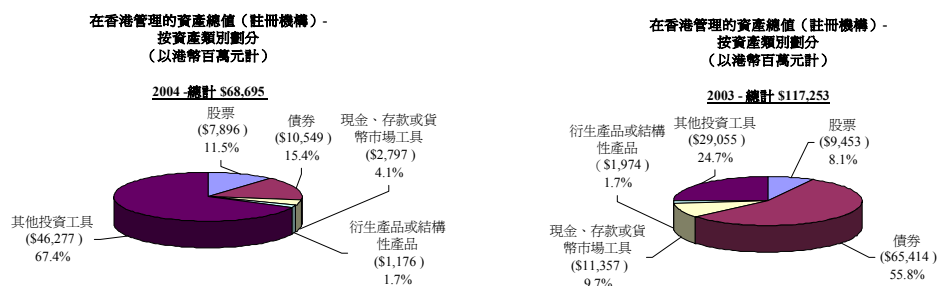 在香港管理的資產總值（註冊機構）-
按資產類別劃分
（以港幣百萬元計）
2004 -總計 $68,695
股票
($7,896 )
11.5%
債券
($10,549 )
15.4%
現金、存款或貨
幣市場工具
($2,797 )
4.1%
衍生產品或結構
性產品
($1,176 )
1.7%
其他投資工具
($46,277 )
67.4%
在香港管理的資產總值（註冊機構）-
按資產類別劃分
（以港幣百萬元計）
2003 - 總計 $117,253
其他投資工具
($29,055 )
24.7%
股票
($9,453 )
8.1%
衍生產品或結構
性產品
($1,974 )
1.7%
現金、存款或貨
幣市場工具
($11,357 )
9.7%
債券
($65,414 )
55.8%